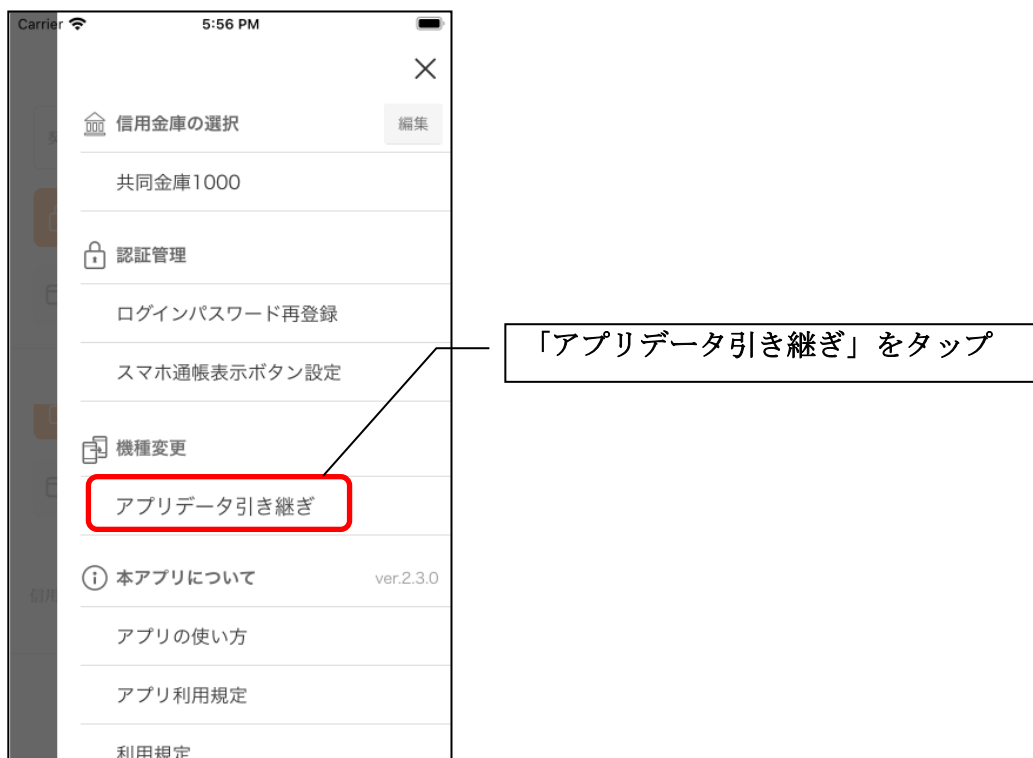 Carrier 5:56 PM
信用金庫の選択 編集
共同金庫1000
認証管理
ログインパスワード再登録
スマホ通帳表示ボタン設定
機種変更
アプリデータ引き継ぎ
「アプリデータ引き継ぎ」をタップ
本アプリについて ver.2.3.0
アプリの使い方
アプリ利用規定
利用規定